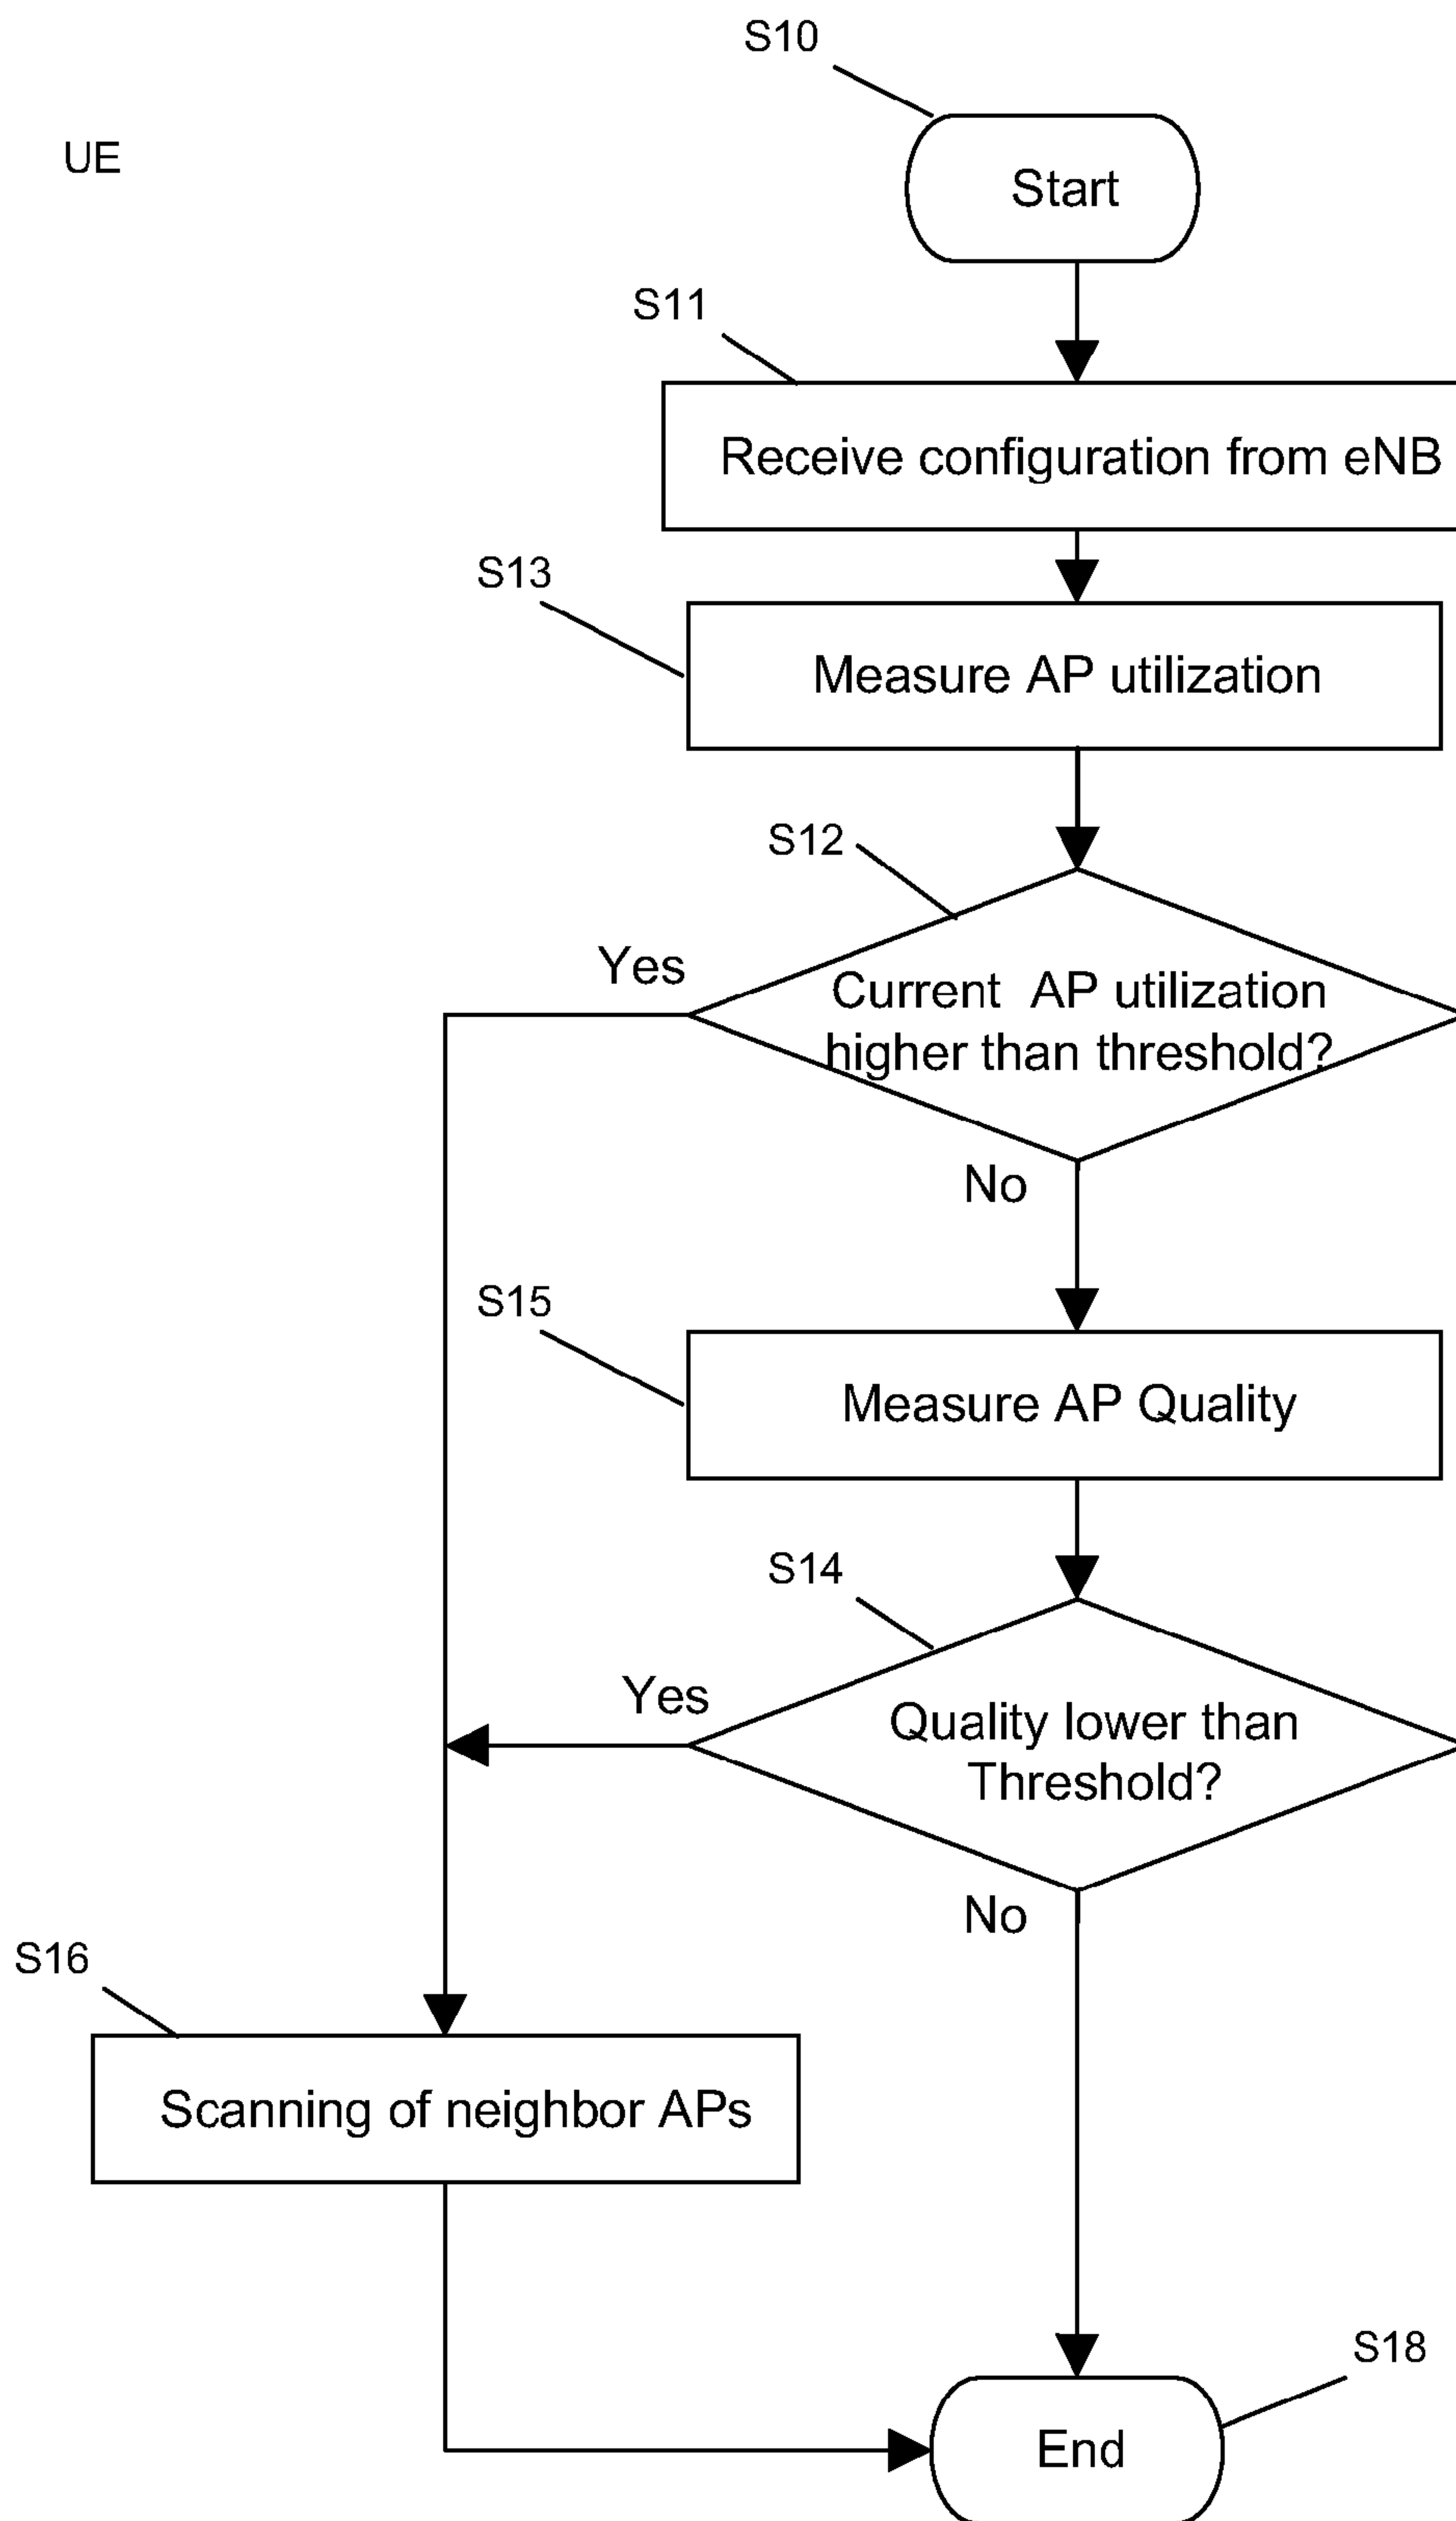 S10
UE
Start
S11
Receive configuration from eNB
S13
Measure AP utilization
S12
Yes
Current AP utilization
higher than threshold?
No
S15
Measure AP Quality
S14
Yes
Quality lower than
Threshold?
No
S16
Scanning of neighbor APs
S18
End